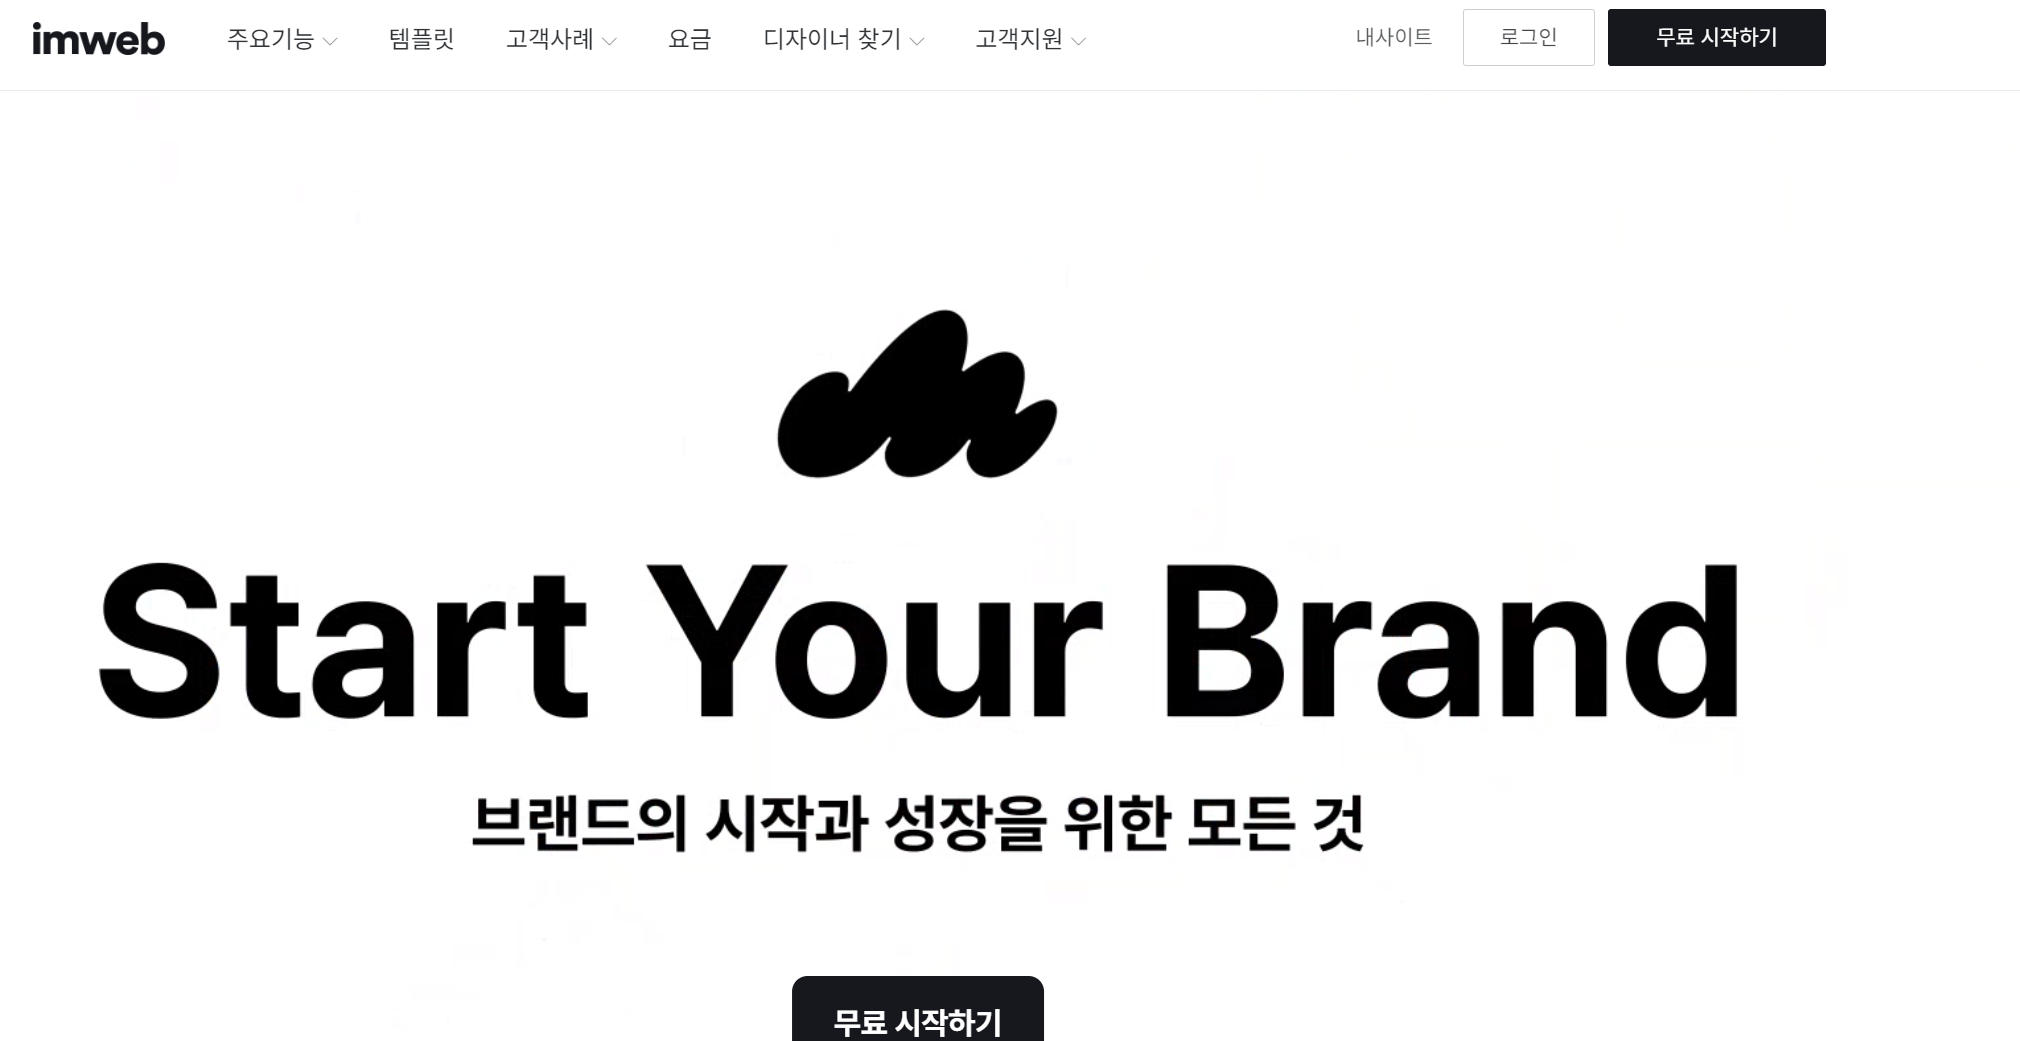 imweb 주요기능 템플릿 고객사례 요금 디자이너 찾기 고객지원 내사이트 로그인 무료 시작하기
Start Your Brand
브랜드의 시작과 성장을 위한 모든 것
무료 시작하기